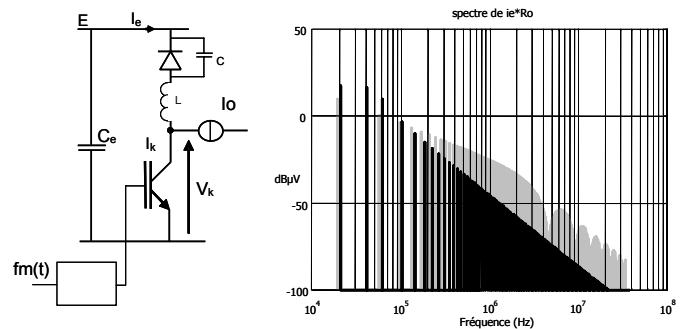 E
Ie
C
L
Io
Ik
Ce
Vk
fm(t)
spectre de ie*Ro
50
0
dBµV
-50
-100
10^4
10^5
10^6
10^7
10^8
Fréquence (Hz)